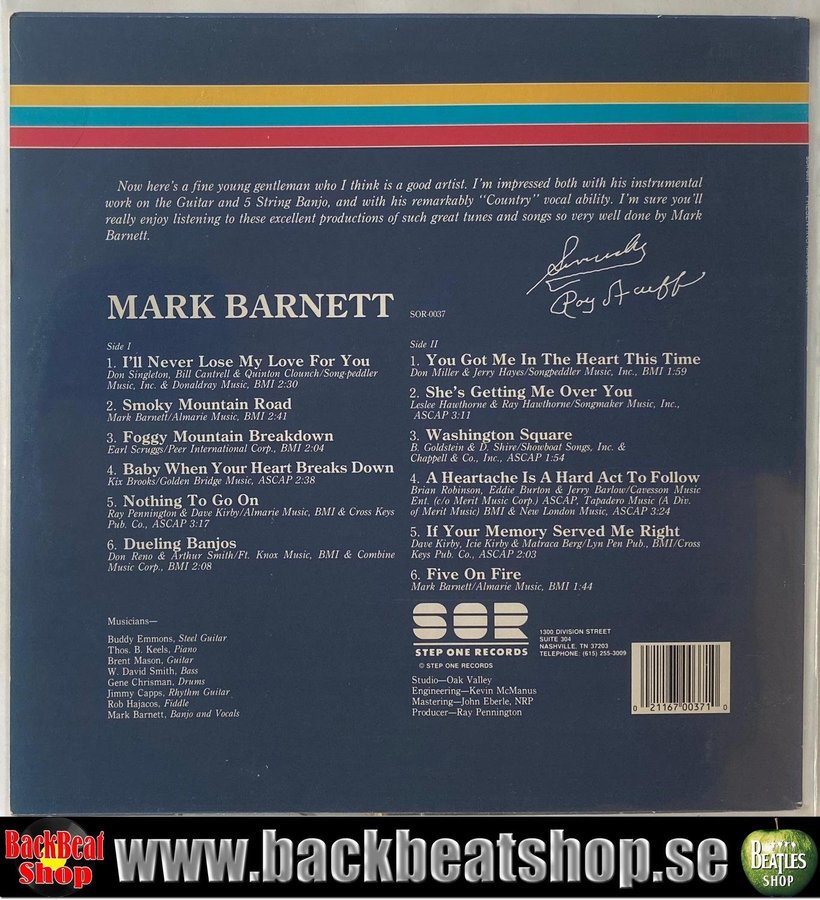 Now here's a fine young gentleman who I think is a good artist. I'm impressed both with his instrumental
work on the Guitar and 5 String Banjo, and with his remarkably "Country" vocal ability. I'm sure you'll
really enjoy listening to these excellent productions of such great tunes and songs so very well done by Mark
Barnett.
Sincerely
Roy Acuff
MARK BARNETT
SOR-0037
Side I
1. I'll Never Lose My Love For You
Don Singleton, Bill Cantrell & Quinton Clounch/Song-peddler
Music, Inc. & Donaldray Music, BMI 2:30
2. Smoky Mountain Road
Mark Barnett/Almarie Music, BMI 2:41
3. Foggy Mountain Breakdown
Earl Scruggs/Peer International Corp., BMI 2:04
4. Baby When Your Heart Breaks Down
Kix Brooks/Golden Bridge Music, ASCAP 2:38
5. Nothing To Go On
Ray Pennington & Dave Kirby/Almarie Music, BMI & Cross Keys
Pub. Co., ASCAP 3:17
6. Dueling Banjos
Don Reno & Arthur Smith/Ft. Knox Music, BMI & Combine
Music Corp., BMI 2:08
Side II
1. You Got Me In The Heart This Time
Don Miller & Jerry Hayes/Songpeddler Music, Inc., BMI 1:59
2. She's Getting Me Over You
Leslee Hawthorne & Ray Hawthorne/Songmaker Music, Inc.,
ASCAP 3:11
3. Washington Square
B. Goldstein & D. Shire/Showboat Songs, Inc. &
Chappell & Co., Inc., ASCAP 1:54
4. A Heartache Is A Hard Act To Follow
Brian Robinson, Eddie Burton & Jerry Barlow/Cavesson Music
Ent. (c/o Merit Music Corp.) ASCAP, Tapadero Music (A Div.
of Merit Music) BMI & New London Music, ASCAP 3:24
5. If Your Memory Served Me Right
Dave Kirby, Icie Kirby & Matraca Berg/Lyn Pen Pub., BMI/Cross
Keys Pub. Co., ASCAP 2:03
6. Five On Fire
Mark Barnett/Almarie Music, BMI 1:44
Musicians—
Buddy Emmons, Steel Guitar
Thos. B. Keels, Piano
Brent Mason, Guitar
W. David Smith, Bass
Gene Chrisman, Drums
Jimmy Capps, Rhythm Guitar
Rob Hajacos, Fiddle
Mark Barnett, Banjo and Vocals
SOR
STEP ONE RECORDS
© STEP ONE RECORDS
1300 DIVISION STREET
SUITE 304
NASHVILLE, TN 37203
TELEPHONE: (615) 255-3009
Studio—Oak Valley
Engineering—Kevin McManus
Mastering—John Eberle, NRP
Producer—Ray Pennington
0 21167 00371 0
BackBeat
Shop
www.backbeatshop.se
BEATLES
SHOP